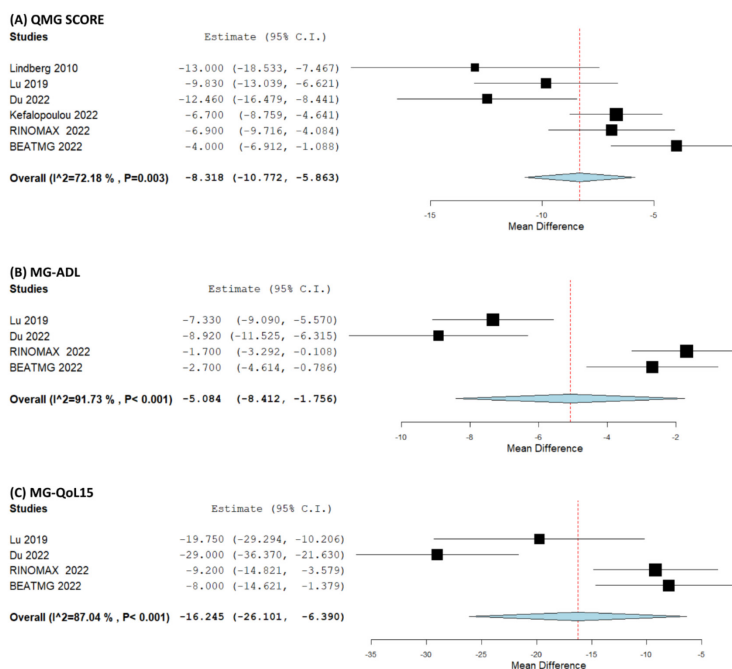 (A) QMG SCORE
Studies Estimate (95% C.I.)
Lindberg 2010 -13.000 (-18.533, -7.467)
Lu 2019 -9.830 (-13.039, -6.621)
Du 2022 -12.460 (-16.479, -8.441)
Kefalopoulou 2022 -6.700 (-8.759, -4.641)
RINOMAX 2022 -6.900 (-9.716, -4.084)
BEATMG 2022 -4.000 (-6.912, -1.088)
Overall (I^2=72.18 % , P=0.003) -8.318 (-10.772, -5.863)
-15 -10 -5
Mean Difference
(B) MG-ADL
Studies Estimate (95% C.I.)
Lu 2019 -7.330 (-9.090, -5.570)
Du 2022 -8.920 (-11.525, -6.315)
RINOMAX 2022 -1.700 (-3.292, -0.108)
BEATMG 2022 -2.700 (-4.614, -0.786)
Overall (I^2=91.73 % , P< 0.001) -5.084 (-8.412, -1.756)
-10 -8 -6 -4 -2
Mean Difference
(C) MG-QoL15
Studies Estimate (95% C.I.)
Lu 2019 -19.750 (-29.294, -10.206)
Du 2022 -29.000 (-36.370, -21.630)
RINOMAX 2022 -9.200 (-14.821, -3.579)
BEATMG 2022 -8.000 (-14.621, -1.379)
Overall (I^2=87.04 % , P< 0.001) -16.245 (-26.101, -6.390)
-35 -30 -25 -20 -15 -10 -5
Mean Difference